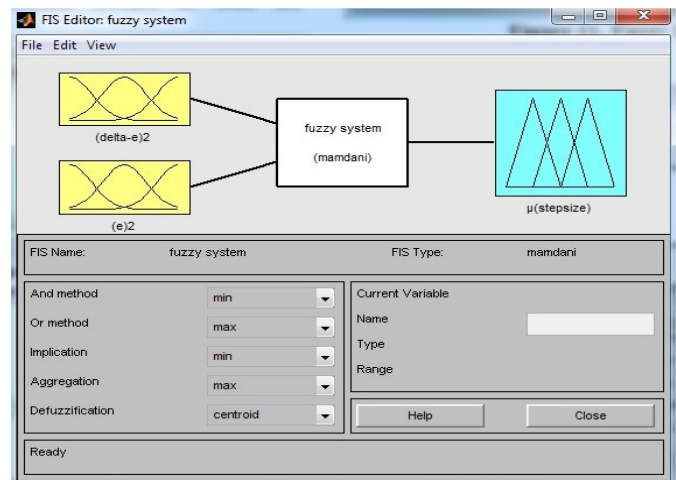 FIS Editor: fuzzy system
File Edit View
(delta-e)2
fuzzy system
(mamdani)
(e)2
µ(stepsize)
FIS Name: fuzzy system FIS Type: mamdani
And method min
Or method max
Implication min
Aggregation max
Defuzzification centroid
Current Variable
Name
Type
Range
Help Close
Ready